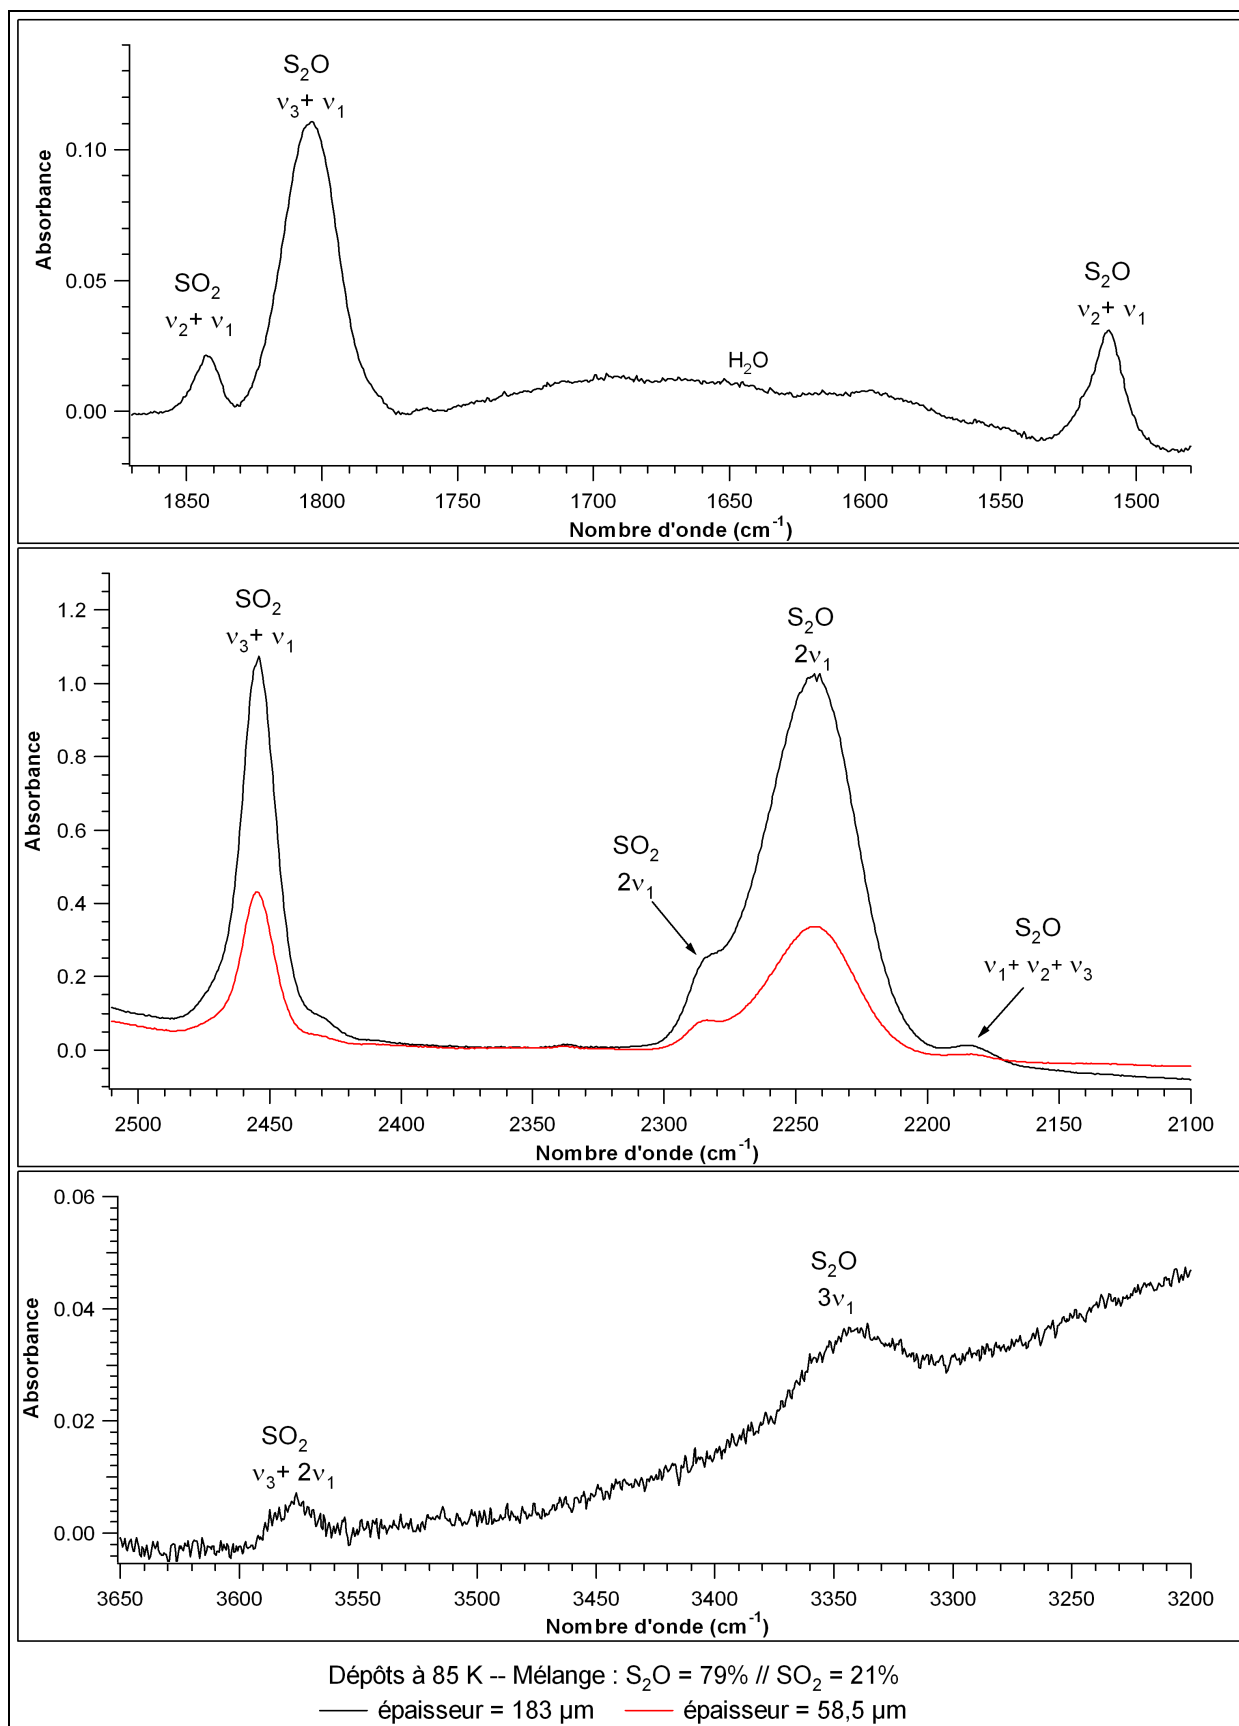 S₂O
ν₃+ ν₁
SO₂
ν₂+ ν₁
S₂O
ν₂+ ν₁
H₂O
Absorbance
0.10
0.05
0.00
1850 1800 1750 1700 1650 1600 1550 1500
Nombre d'onde (cm⁻¹)
SO₂
ν₃+ ν₁
S₂O
2ν₁
SO₂
2ν₁
S₂O
ν₁+ ν₂+ ν₃
Absorbance
1.2
1.0
0.8
0.6
0.4
0.2
0.0
2500 2450 2400 2350 2300 2250 2200 2150 2100
Nombre d'onde (cm⁻¹)
S₂O
3ν₁
SO₂
ν₃+ 2ν₁
Absorbance
0.06
0.04
0.02
0.00
3650 3600 3550 3500 3450 3400 3350 3300 3250 3200
Nombre d'onde (cm⁻¹)
Dépôts à 85 K -- Mélange : S₂O = 79% // SO₂ = 21%
épaisseur = 183 µm épaisseur = 58,5 µm